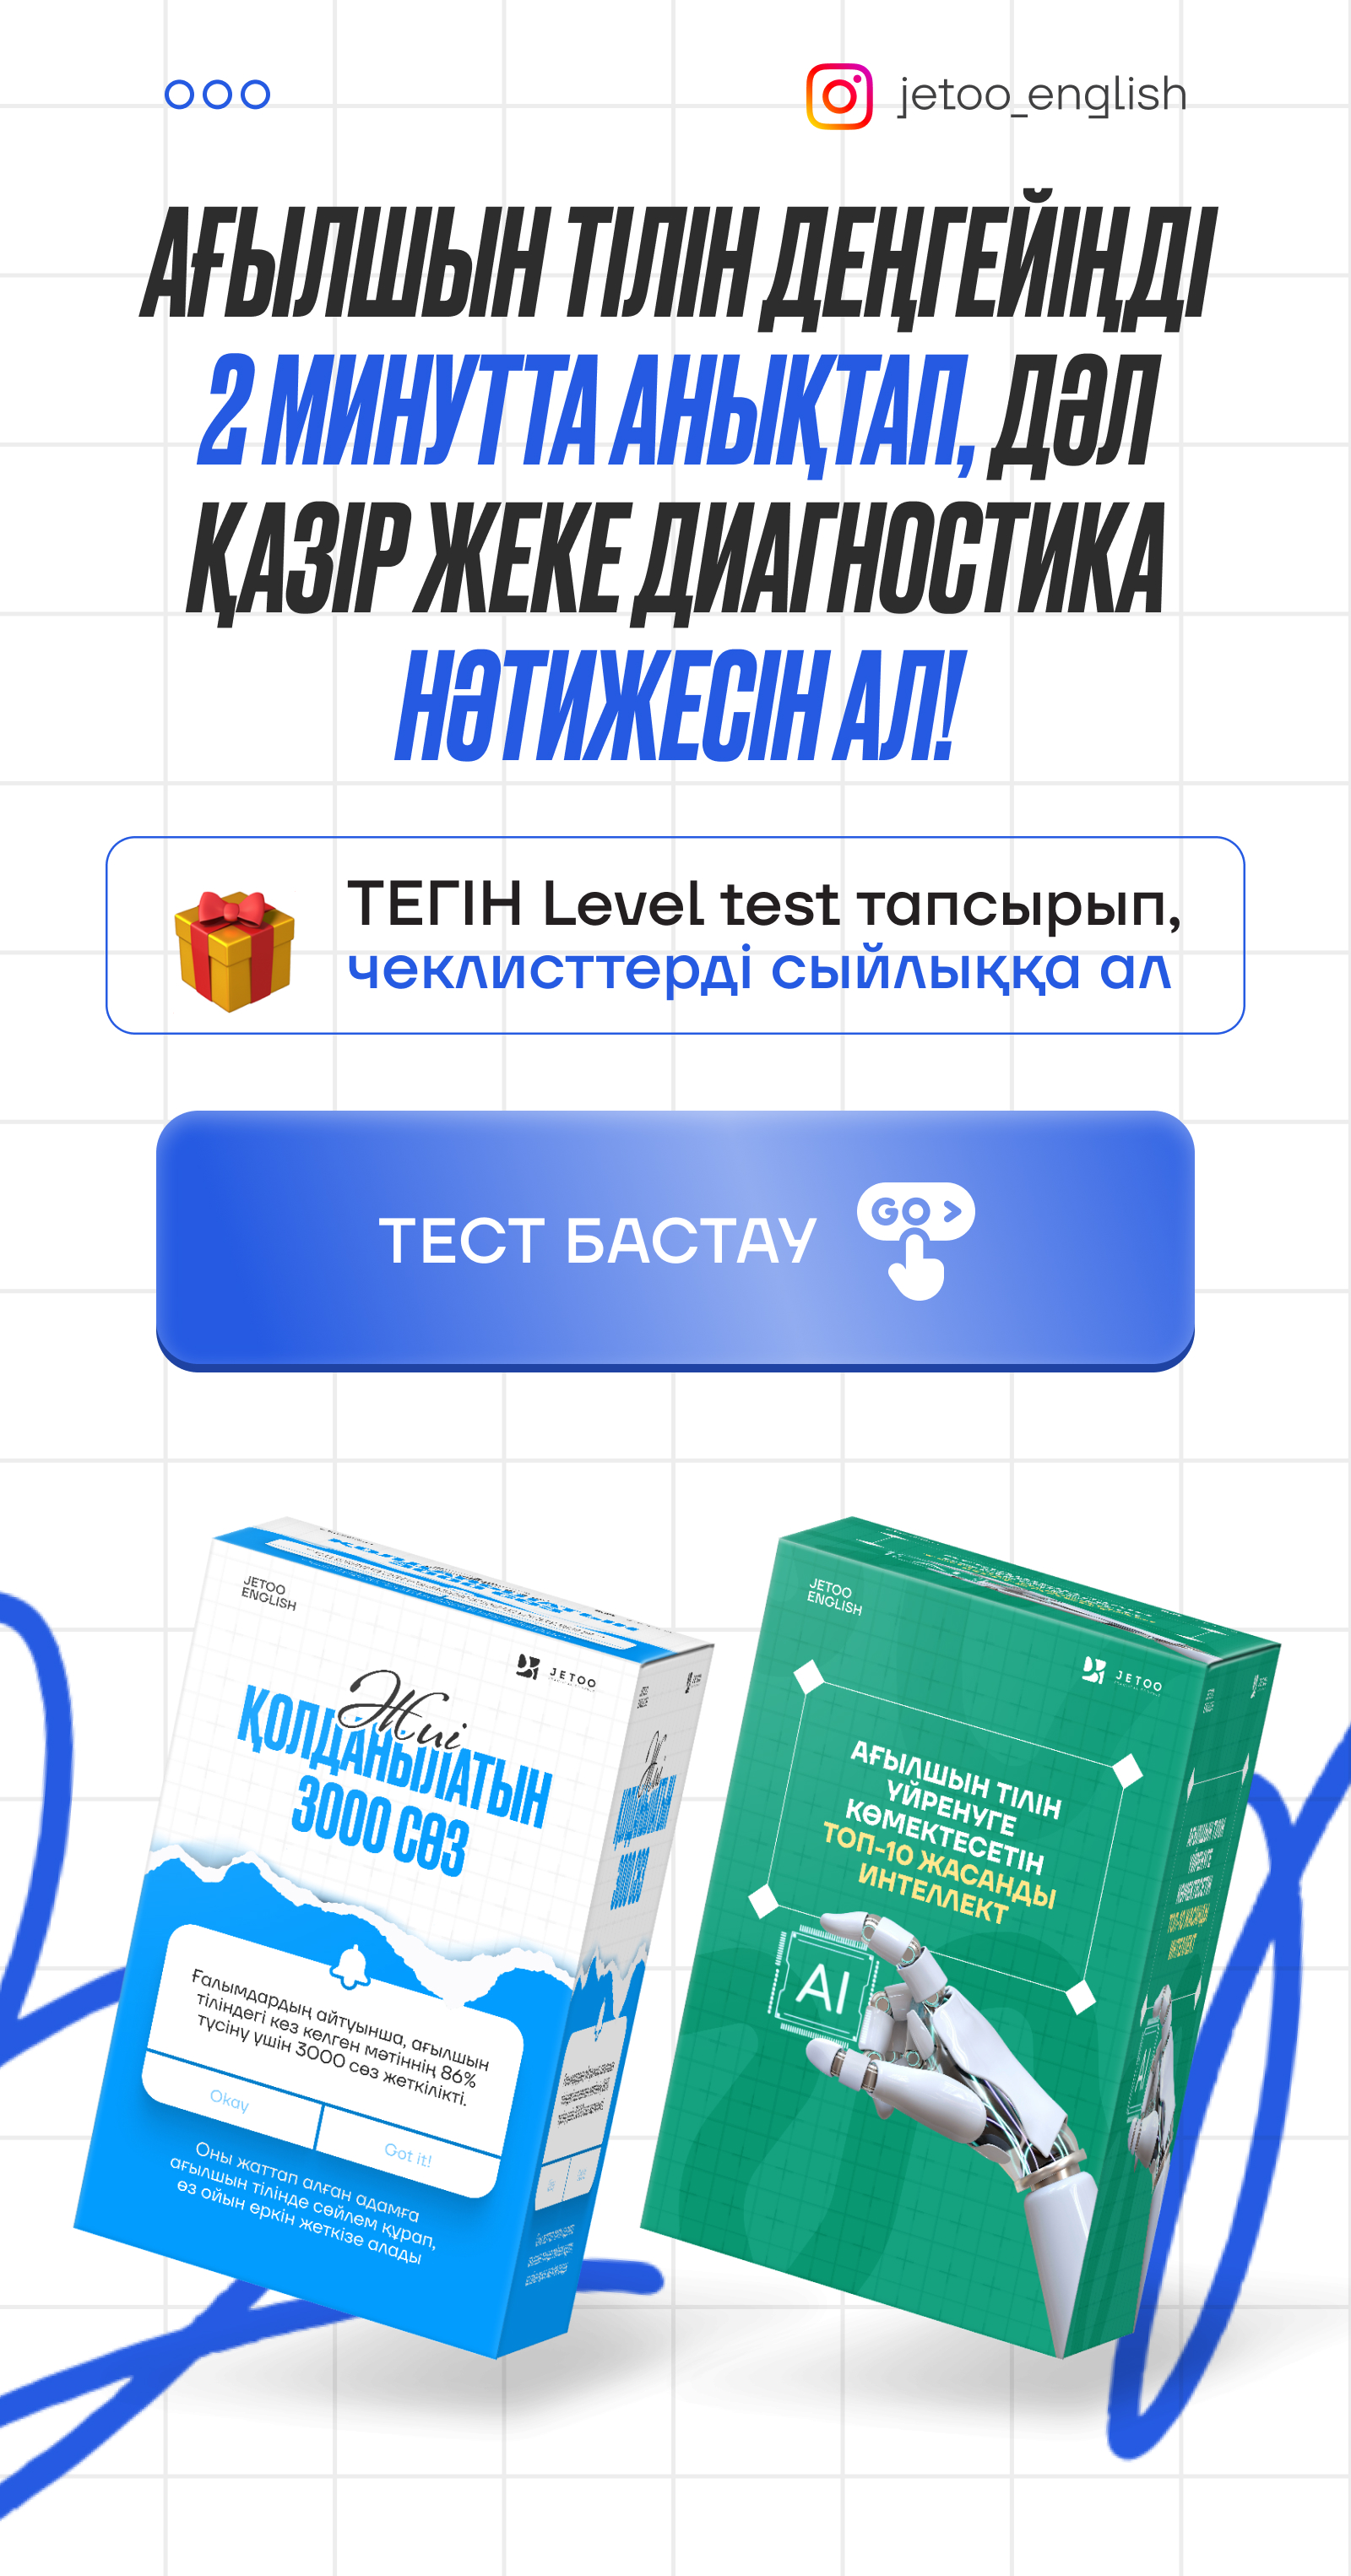 jetoo_english
АҒЫЛШЫН ТІЛІН ДЕҢГЕЙІҢДІ
2 МИНУТТА АНЫҚТАП, ДӘЛ
ҚАЗІР ЖЕКЕ ДИАГНОСТИКА
НӘТИЖЕСІН АЛ!
ТЕГІН Level test тапсырып,
чеклисттерді сыйлыққа ал
ТЕСТ БАСТАУ
GO >
JETOO
ENGLISH
JETOO
Жиі
ҚОЛДАНЫЛАТЫН
3000 СӨЗ
Ғалымдардың айтуынша, ағылшын
тіліндегі кез келген мәтіннің 86%
түсіну үшін 3000 сөз жеткілікті.
Okay
Got it!
Оны жаттап алған адамға
ағылшын тілінде сөйлем құрап,
өз ойын еркін жеткізе алады
JETOO
ENGLISH
JETOO
АҒЫЛШЫН ТІЛІН
ҮЙРЕНУГЕ
КӨМЕКТЕСЕТІН
ТОП-10 ЖАСАНДЫ
ИНТЕЛЛЕКТ
AI